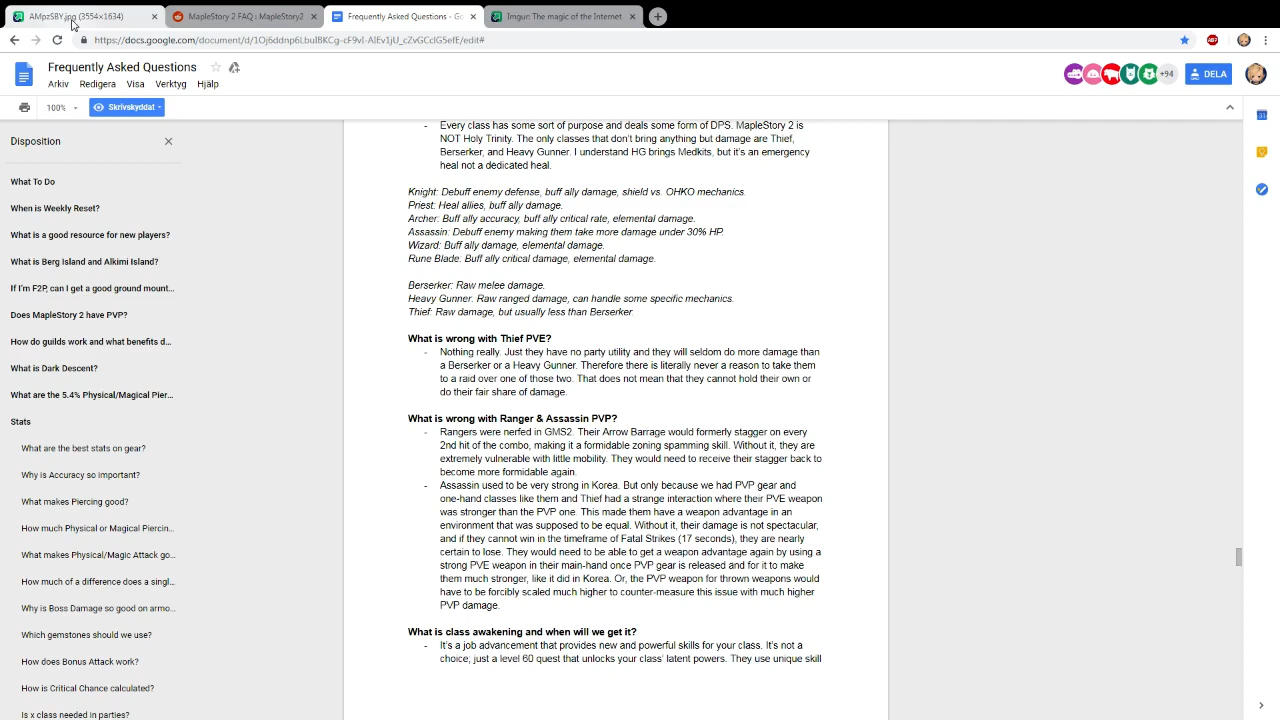 AMpzSBY.jpg (3554×1634)
MapleStory 2 FAQ : MapleStory2
Frequently Asked Questions - Go
Imgur: The magic of the Internet
Frequently Asked Questions
Arkiv Redigera Visa Verktyg Hjälp
+94
DELA
100%
Skrivskyddat
Disposition
What To Do
When is Weekly Reset?
What is a good resource for new players?
What is Berg Island and Alkimi Island?
If I'm F2P, can I get a good ground mount...
Does MapleStory 2 have PVP?
How do guilds work and what benefits d...
What is Dark Descent?
What are the 5.4% Physical/Magical Pier...
Stats
What are the best stats on gear?
Why is Accuracy so important?
What makes Piercing good?
How much Physical or Magical Piercin...
What makes Physical/Magic Attack go...
How much of a difference does a singl...
Why is Boss Damage so good on armo...
Which gemstones should we use?
How does Bonus Attack work?
How is Critical Chance calculated?
Is x class needed in parties?
- Every class has some sort of purpose and deals some form of DPS. MapleStory 2 is
NOT Holy Trinity. The only classes that don't bring anything but damage are Thief,
Berserker, and Heavy Gunner. I understand HG brings Medkits, but it's an emergency
heal not a dedicated heal.
Knight: Debuff enemy defense, buff ally damage, shield vs. OHKO mechanics.
Priest: Heal allies, buff ally damage.
Archer: Buff ally accuracy, buff ally critical rate, elemental damage.
Assassin: Debuff enemy making them take more damage under 30% HP.
Wizard: Buff ally damage, elemental damage.
Rune Blade: Buff ally critical damage, elemental damage.
Berserker: Raw melee damage.
Heavy Gunner: Raw ranged damage, can handle some specific mechanics.
Thief: Raw damage, but usually less than Berserker.
What is wrong with Thief PVE?
- Nothing really. Just they have no party utility and they will seldom do more damage than
a Berserker or a Heavy Gunner. Therefore there is literally never a reason to take them
to a raid over one of those two. That does not mean that they cannot hold their own or
do their fair share of damage.
What is wrong with Ranger & Assassin PVP?
- Rangers were nerfed in GMS2. Their Arrow Barrage would formerly stagger on every
2nd hit of the combo, making it a formidable zoning spamming skill. Without it, they are
extremely vulnerable with little mobility. They would need to receive their stagger back to
become more formidable again.
- Assassin used to be very strong in Korea. But only because we had PVP gear and
one-hand classes like them and Thief had a strange interaction where their PVE weapon
was stronger than the PVP one. This made them have a weapon advantage in an
environment that was supposed to be equal. Without it, their damage is not spectacular,
and if they cannot win in the timeframe of Fatal Strikes (17 seconds), they are nearly
certain to lose. They would need to be able to get a weapon advantage again by using a
strong PVE weapon in their main-hand once PVP gear is released and for it to make
them much stronger, like it did in Korea. Or, the PVP weapon for thrown weapons would
have to be forcibly scaled much higher to counter-measure this issue with much higher
PVP damage.
What is class awakening and when will we get it?
- It's a job advancement that provides new and powerful skills for your class. It's not a
choice; just a level 60 quest that unlocks your class' latent powers. They use unique skill